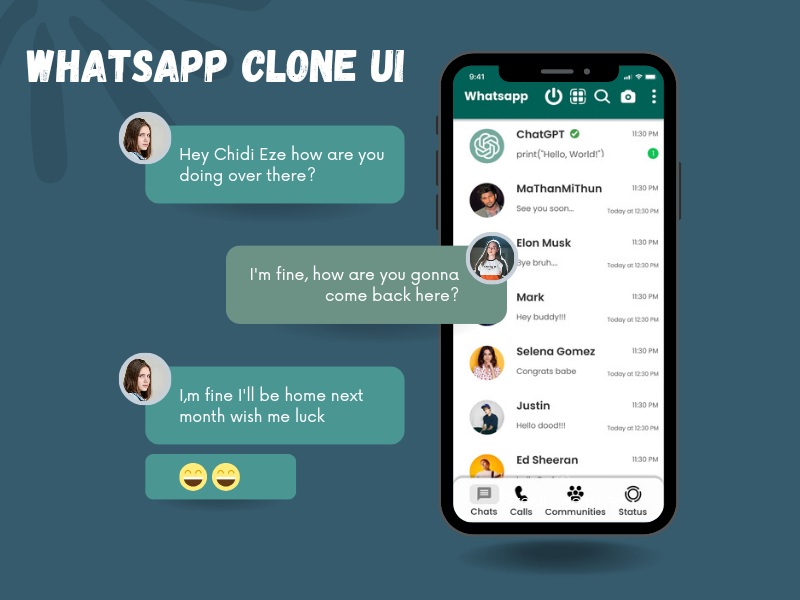 WHATSAPP CLONE UI
Hey Chidi Eze how are you
doing over there?
I'm fine, how are you gonna
come back here?
I,m fine I'll be home next
month wish me luck
9:41
Whatsapp
ChatGPT 11:30 PM
print("Hello, World!") 1
MaThanMiThun 11:30 PM
See you soon... Today at 12:30 PM
Elon Musk 11:30 PM
Bye bruh.... Today at 12:30 PM
Mark 11:30 PM
Hey buddy!!! Today at 12:30 PM
Selena Gomez 11:30 PM
Congrats babe Today at 12:30 PM
Justin 11:30 PM
Hello dood!!! Today at 12:30 PM
Ed Sheeran 11:30 PM
Chats Calls Communities Status